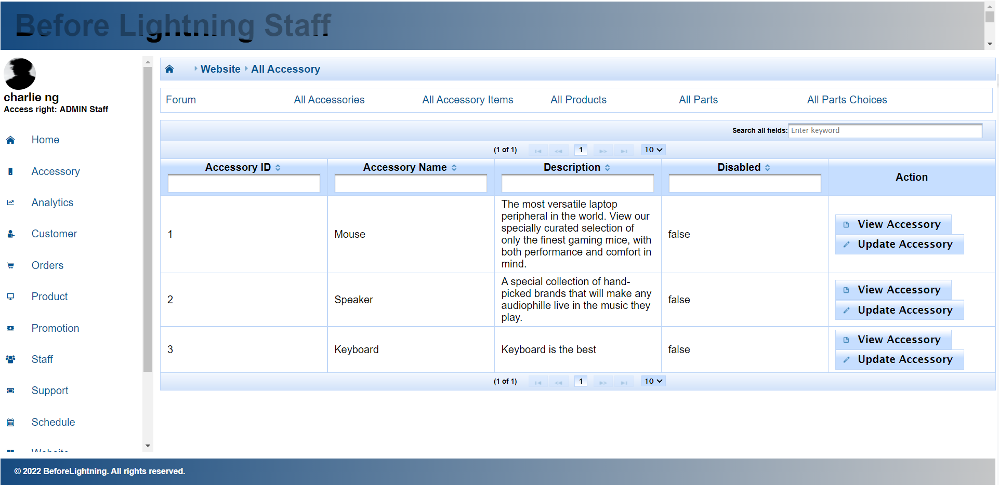 Before Lightning Staff
charlie ng
Access right: ADMIN Staff
Home
Accessory
Analytics
Customer
Orders
Product
Promotion
Staff
Support
Schedule
Website
Website All Accessory
Forum All Accessories All Accessory Items All Products All Parts All Parts Choices
Search all fields: Enter keyword
(1 of 1) 1 10
Accessory ID Accessory Name Description Disabled Action
1 Mouse
The most versatile laptop
peripheral in the world. View our
specially curated selection of
only the finest gaming mice, with
both performance and comfort in
mind.
false
View Accessory
Update Accessory
2 Speaker
A special collection of hand-
picked brands that will make any
audiophille live in the music they
play.
false
View Accessory
Update Accessory
3 Keyboard Keyboard is the best false
View Accessory
Update Accessory
(1 of 1) 1 10
© 2022 BeforeLightning. All rights reserved.